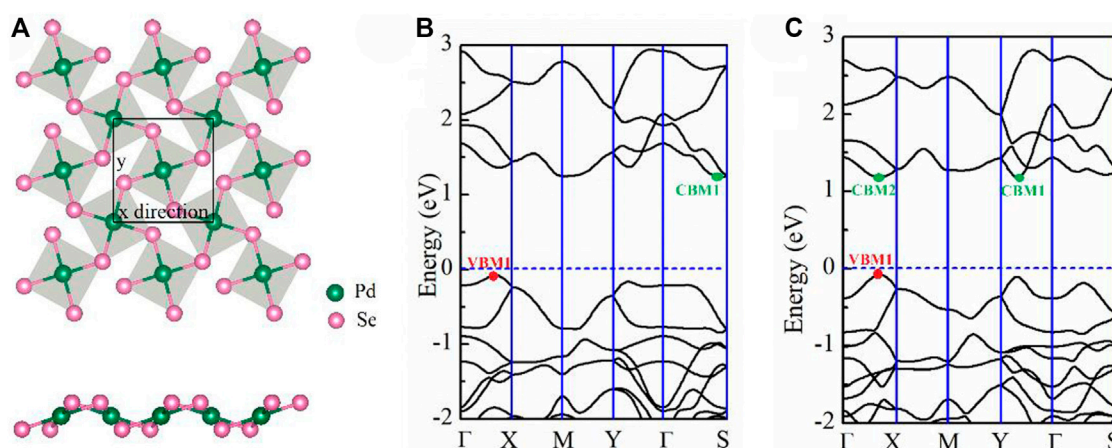 A
y
x direction
Pd
Se
B
Energy (eV)
3
2
1
0
-1
-2
CBM1
VBM1
Γ X M Y Γ S
C
Energy (eV)
3
2
1
0
-1
-2
CBM2
CBM1
VBM1
Γ X M Y Γ S